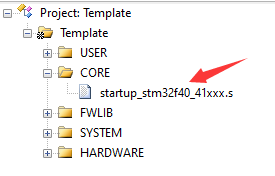 Project: Template
Template
USER
CORE
startup_stm32f40_41xxx.s
FWLIB
SYSTEM
HARDWARE